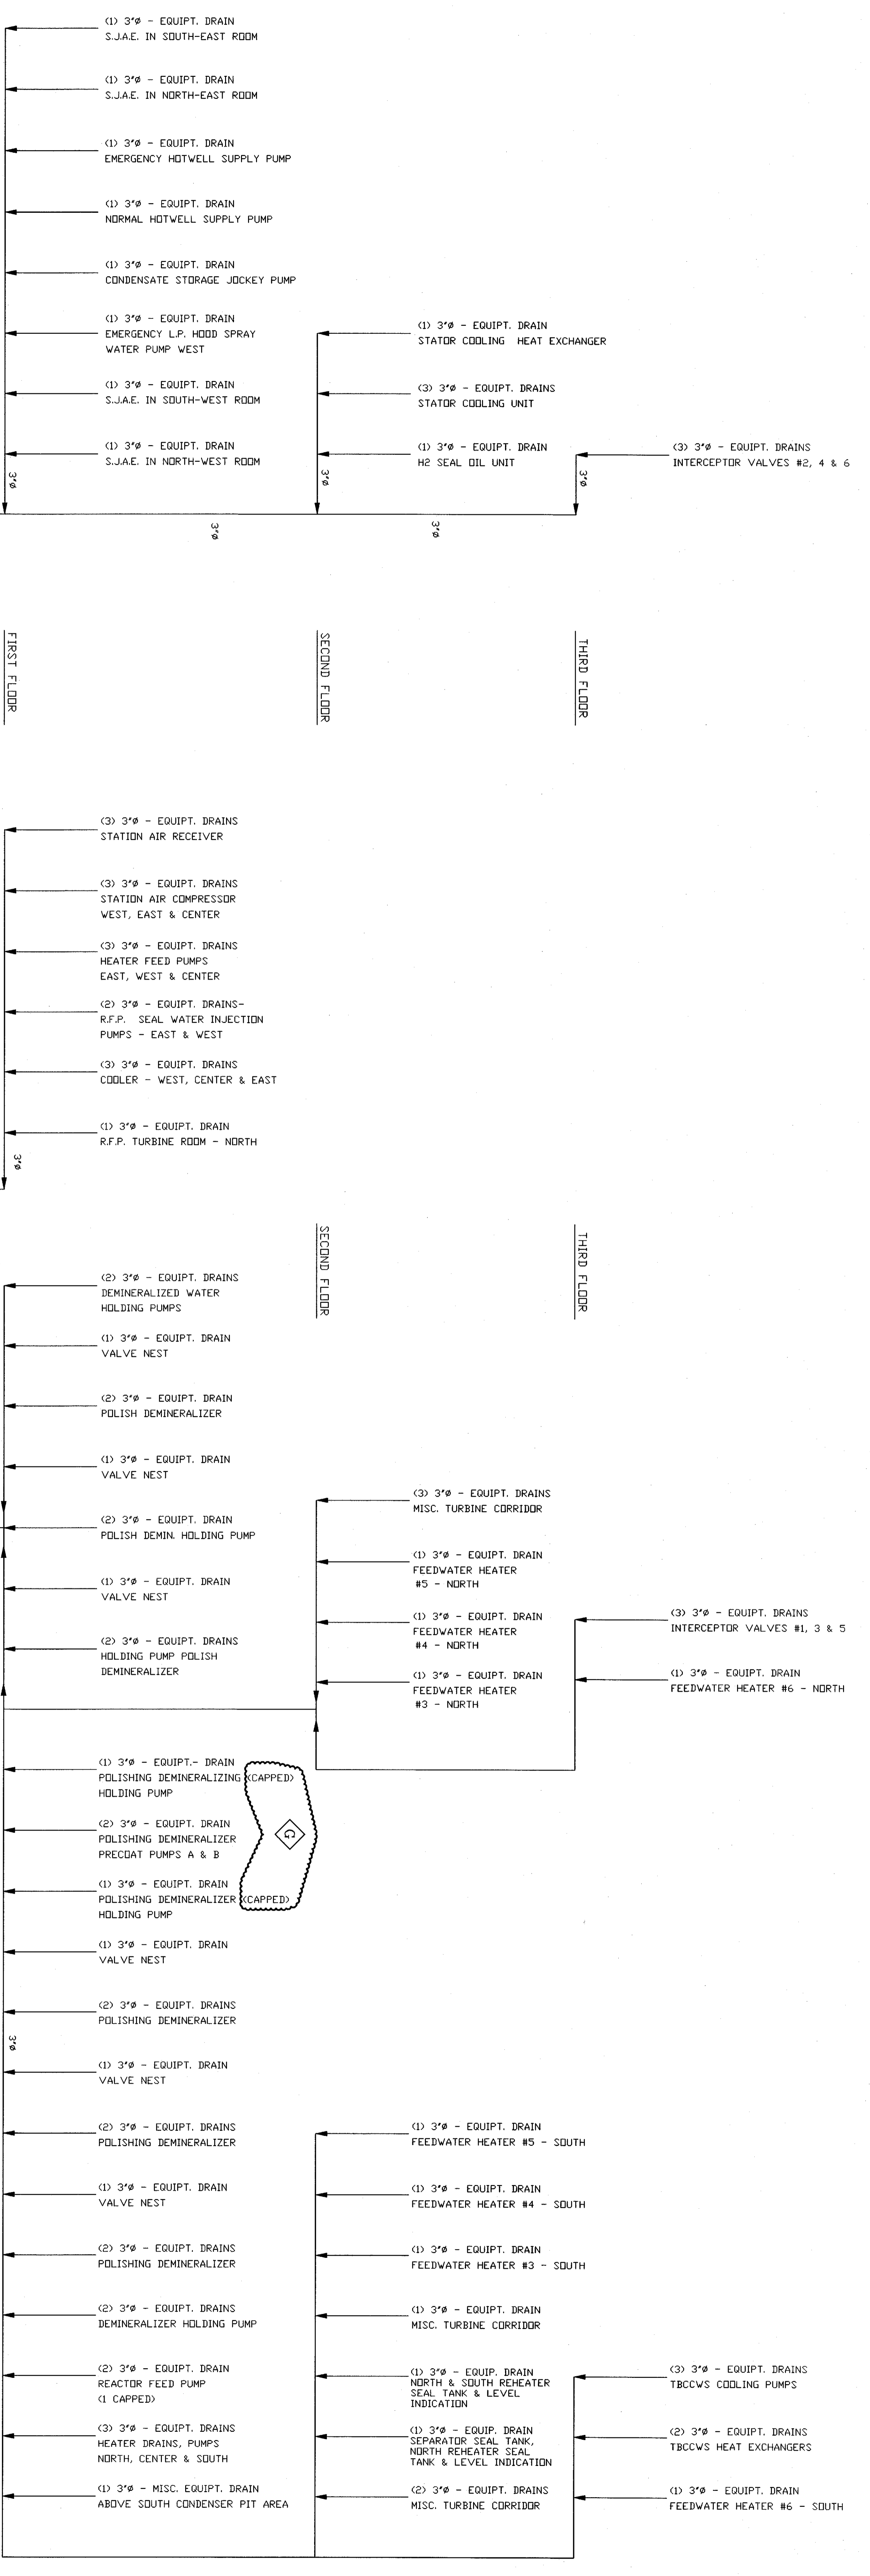 (1) 3"ø - EQUIPT. DRAIN
S.J.A.E. IN SOUTH-EAST ROOM
(1) 3"ø - EQUIPT. DRAIN
S.J.A.E. IN NORTH-EAST ROOM
(1) 3"ø - EQUIPT. DRAIN
EMERGENCY HOTWELL SUPPLY PUMP
(1) 3"ø - EQUIPT. DRAIN
NORMAL HOTWELL SUPPLY PUMP
(1) 3"ø - EQUIPT. DRAIN
CONDENSATE STORAGE JOCKEY PUMP
(1) 3"ø - EQUIPT. DRAIN
EMERGENCY L.P. HOOD SPRAY
WATER PUMP WEST
(1) 3"ø - EQUIPT. DRAIN
S.J.A.E. IN SOUTH-WEST ROOM
(1) 3"ø - EQUIPT. DRAIN
S.J.A.E. IN NORTH-WEST ROOM
3"ø
(1) 3"ø - EQUIPT. DRAIN
STATOR COOLING HEAT EXCHANGER
(3) 3"ø - EQUIPT. DRAINS
STATOR COOLING UNIT
(1) 3"ø - EQUIPT. DRAIN
H2 SEAL OIL UNIT
3"ø
(3) 3"ø - EQUIPT. DRAINS
INTERCEPTOR VALVES #2, 4 & 6
3"ø
3"ø
3"ø
FIRST FLOOR
SECOND FLOOR
THIRD FLOOR
(3) 3"ø - EQUIPT. DRAINS
STATION AIR RECEIVER
(3) 3"ø - EQUIPT. DRAINS
STATION AIR COMPRESSOR
WEST, EAST & CENTER
(3) 3"ø - EQUIPT. DRAINS
HEATER FEED PUMPS
EAST, WEST & CENTER
(2) 3"ø - EQUIPT. DRAINS-
R.F.P. SEAL WATER INJECTION
PUMPS - EAST & WEST
(3) 3"ø - EQUIPT. DRAINS
COOLER - WEST, CENTER & EAST
(1) 3"ø - EQUIPT. DRAIN
R.F.P. TURBINE ROOM - NORTH
3"ø
SECOND FLOOR
THIRD FLOOR
(2) 3"ø - EQUIPT. DRAINS
DEMINERALIZED WATER
HOLDING PUMPS
(1) 3"ø - EQUIPT. DRAIN
VALVE NEST
(2) 3"ø - EQUIPT. DRAIN
POLISH DEMINERALIZER
(1) 3"ø - EQUIPT. DRAIN
VALVE NEST
(2) 3"ø - EQUIPT. DRAIN
POLISH DEMIN. HOLDING PUMP
(1) 3"ø - EQUIPT. DRAIN
VALVE NEST
(2) 3"ø - EQUIPT. DRAINS
HOLDING PUMP POLISH
DEMINERALIZER
(3) 3"ø - EQUIPT. DRAINS
MISC. TURBINE CORRIDOR
(1) 3"ø - EQUIPT. DRAIN
FEEDWATER HEATER
#5 - NORTH
(1) 3"ø - EQUIPT. DRAIN
FEEDWATER HEATER
#4 - NORTH
(1) 3"ø - EQUIPT. DRAIN
FEEDWATER HEATER
#3 - NORTH
(3) 3"ø - EQUIPT. DRAINS
INTERCEPTOR VALVES #1, 3 & 5
(1) 3"ø - EQUIPT. DRAIN
FEEDWATER HEATER #6 - NORTH
(1) 3"ø - EQUIPT.- DRAIN
POLISHING DEMINERALIZING (CAPPED)
HOLDING PUMP
(2) 3"ø - EQUIPT. DRAIN
POLISHING DEMINERALIZER
PRECOAT PUMPS A & B
G
(1) 3"ø - EQUIPT. DRAIN
POLISHING DEMINERALIZER (CAPPED)
HOLDING PUMP
(1) 3"ø - EQUIPT. DRAIN
VALVE NEST
(2) 3"ø - EQUIPT. DRAINS
POLISHING DEMINERALIZER
3"ø
(1) 3"ø - EQUIPT. DRAIN
VALVE NEST
(2) 3"ø - EQUIPT. DRAINS
POLISHING DEMINERALIZER
(1) 3"ø - EQUIPT. DRAIN
VALVE NEST
(2) 3"ø - EQUIPT. DRAINS
POLISHING DEMINERALIZER
(2) 3"ø - EQUIPT. DRAINS
DEMINERALIZER HOLDING PUMP
(2) 3"ø - EQUIPT. DRAIN
REACTOR FEED PUMP
(1 CAPPED)
(3) 3"ø - EQUIPT. DRAINS
HEATER DRAINS, PUMPS
NORTH, CENTER & SOUTH
(1) 3"ø - MISC. EQUIPT. DRAIN
ABOVE SOUTH CONDENSER PIT AREA
(1) 3"ø - EQUIPT. DRAIN
FEEDWATER HEATER #5 - SOUTH
(1) 3"ø - EQUIPT. DRAIN
FEEDWATER HEATER #4 - SOUTH
(1) 3"ø - EQUIPT. DRAIN
FEEDWATER HEATER #3 - SOUTH
(1) 3"ø - EQUIPT. DRAIN
MISC. TURBINE CORRIDOR
(1) 3"ø - EQUIP. DRAIN
NORTH & SOUTH REHEATER
SEAL TANK & LEVEL
INDICATION
(1) 3"ø - EQUIP. DRAIN
SEPARATOR SEAL TANK,
NORTH REHEATER SEAL
TANK & LEVEL INDICATION
(2) 3"ø - EQUIPT. DRAINS
MISC. TURBINE CORRIDOR
(3) 3"ø - EQUIPT. DRAINS
TBCCWS COOLING PUMPS
(2) 3"ø - EQUIPT. DRAINS
TBCCWS HEAT EXCHANGERS
(1) 3"ø - EQUIPT. DRAIN
FEEDWATER HEATER #6 - SOUTH